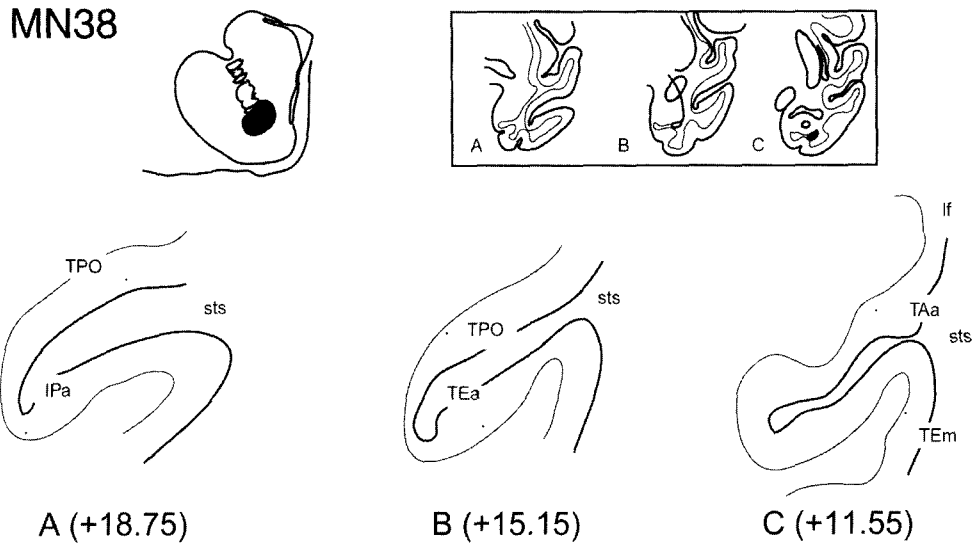 MN38
A
B
C
TPO
sts
IPa
TPO
sts
TEa
lf
TAa
sts
TEm
A (+18.75)
B (+15.15)
C (+11.55)